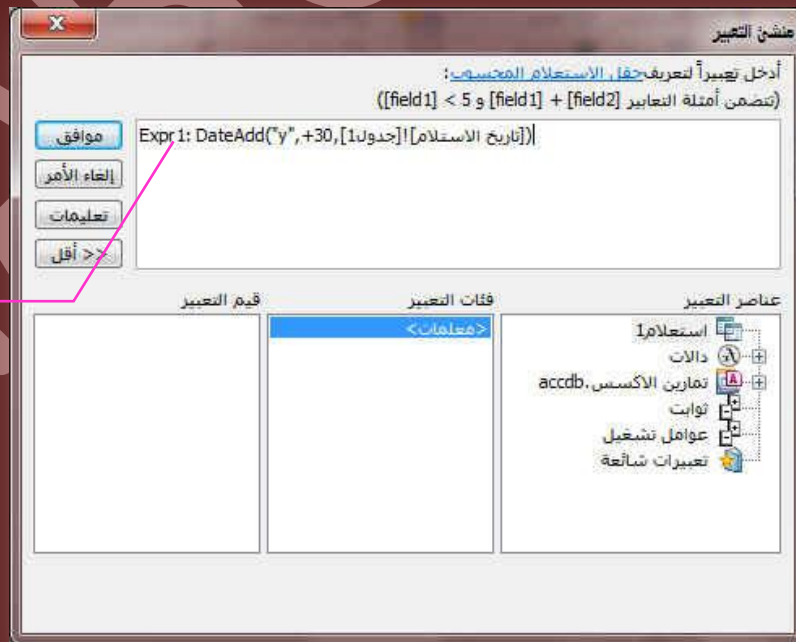 منشئ التعبير
أدخل تعبيراً لتعريف حقل الاستعلام المحسوب:
(تتضمن أمثلة التعابير [field1] + [field2] و [field1] < 5)
Expr1: DateAdd("y",+30,[جدول1]![تاريخ الاستلام])
موافق
إلغاء الأمر
تعليمات
<< أقل
عناصر التعبير
فئات التعبير
قيم التعبير
استعلام1
دالات
تمارين الاكسس.accdb
ثوابت
عوامل تشغيل
تعبيرات شائعة
<معلمات>